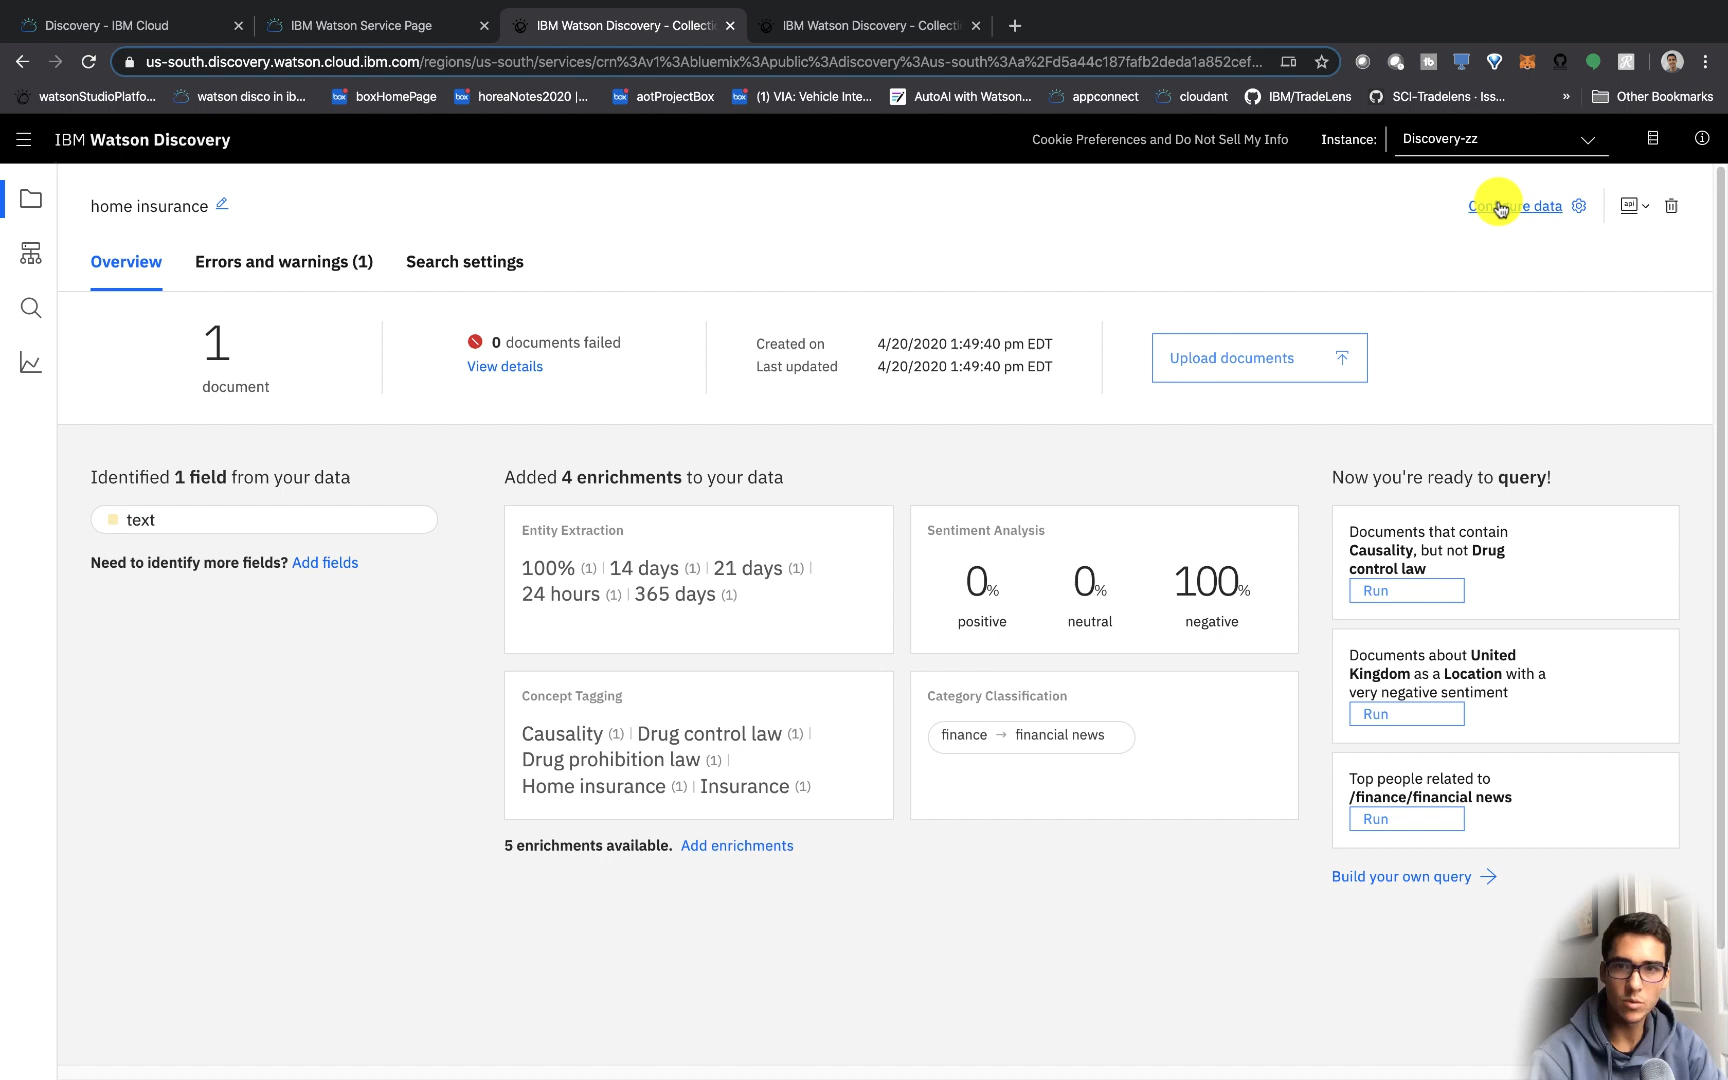 Discovery - IBM Cloud
IBM Watson Service Page
IBM Watson Discovery - Collecti
IBM Watson Discovery - Collecti
us-south.discovery.watson.cloud.ibm.com/regions/us-south/services/crn%3Av1%3Abluemix%3Apublic%3Adiscovery%3Aus-south%3Aa%2Fd5a44c187fafb2deda1a852cef...
watsonStudioPlatfo...
watson disco in ib...
box boxHomePage
box horeaNotes2020 |...
box aotProjectBox
box (1) VIA: Vehicle Inte...
AutoAI with Watson...
appconnect
cloudant
IBM/TradeLens
SCI-Tradelens · Iss...
»
Other Bookmarks
IBM Watson Discovery
Cookie Preferences and Do Not Sell My Info
Instance:
Discovery-zz
home insurance
Configure data
api
Overview
Errors and warnings (1)
Search settings
1
document
0 documents failed
View details
Created on 4/20/2020 1:49:40 pm EDT
Last updated 4/20/2020 1:49:40 pm EDT
Upload documents
Identified 1 field from your data
text
Need to identify more fields? Add fields
Added 4 enrichments to your data
Entity Extraction
100% (1) | 14 days (1) | 21 days (1) |
24 hours (1) | 365 days (1)
Sentiment Analysis
0% 0% 100%
positive neutral negative
Concept Tagging
Causality (1) | Drug control law (1) |
Drug prohibition law (1) |
Home insurance (1) | Insurance (1)
Category Classification
finance → financial news
5 enrichments available. Add enrichments
Now you're ready to query!
Documents that contain
Causality, but not Drug
control law
Run
Documents about United
Kingdom as a Location with a
very negative sentiment
Run
Top people related to
/finance/financial news
Run
Build your own query